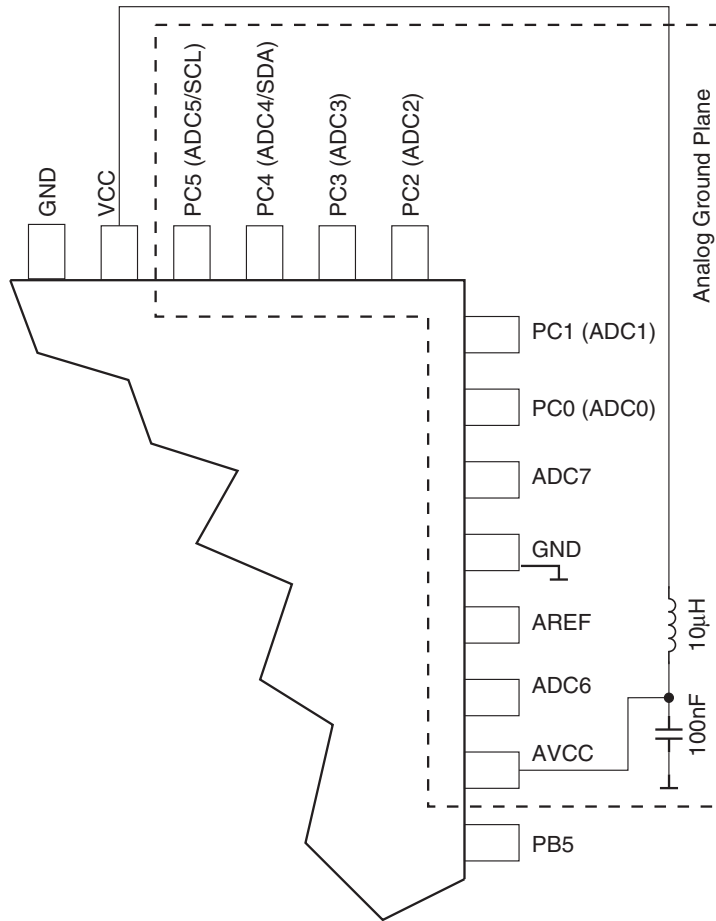 GND
VCC
PC5 (ADC5/SCL)
PC4 (ADC4/SDA)
PC3 (ADC3)
PC2 (ADC2)
Analog Ground Plane
PC1 (ADC1)
PC0 (ADC0)
ADC7
GND
AREF
ADC6
AVCC
PB5
10μH
100nF